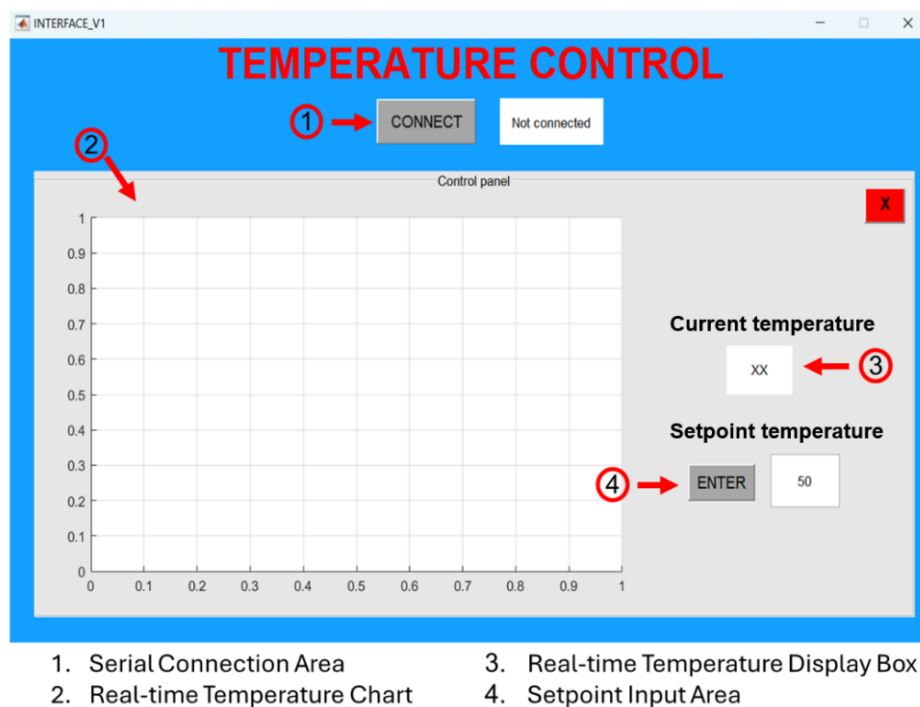 INTERFACE_V1
TEMPERATURE CONTROL
1 CONNECT Not connected
2
Control panel
X
1
0.9
0.8
0.7
Current temperature
0.6
XX 3
0.5
0.4
Setpoint temperature
0.3
4 ENTER 50
0.2
0.1
0
0 0.1 0.2 0.3 0.4 0.5 0.6 0.7 0.8 0.9 1
1. Serial Connection Area
2. Real-time Temperature Chart
3. Real-time Temperature Display Box
4. Setpoint Input Area